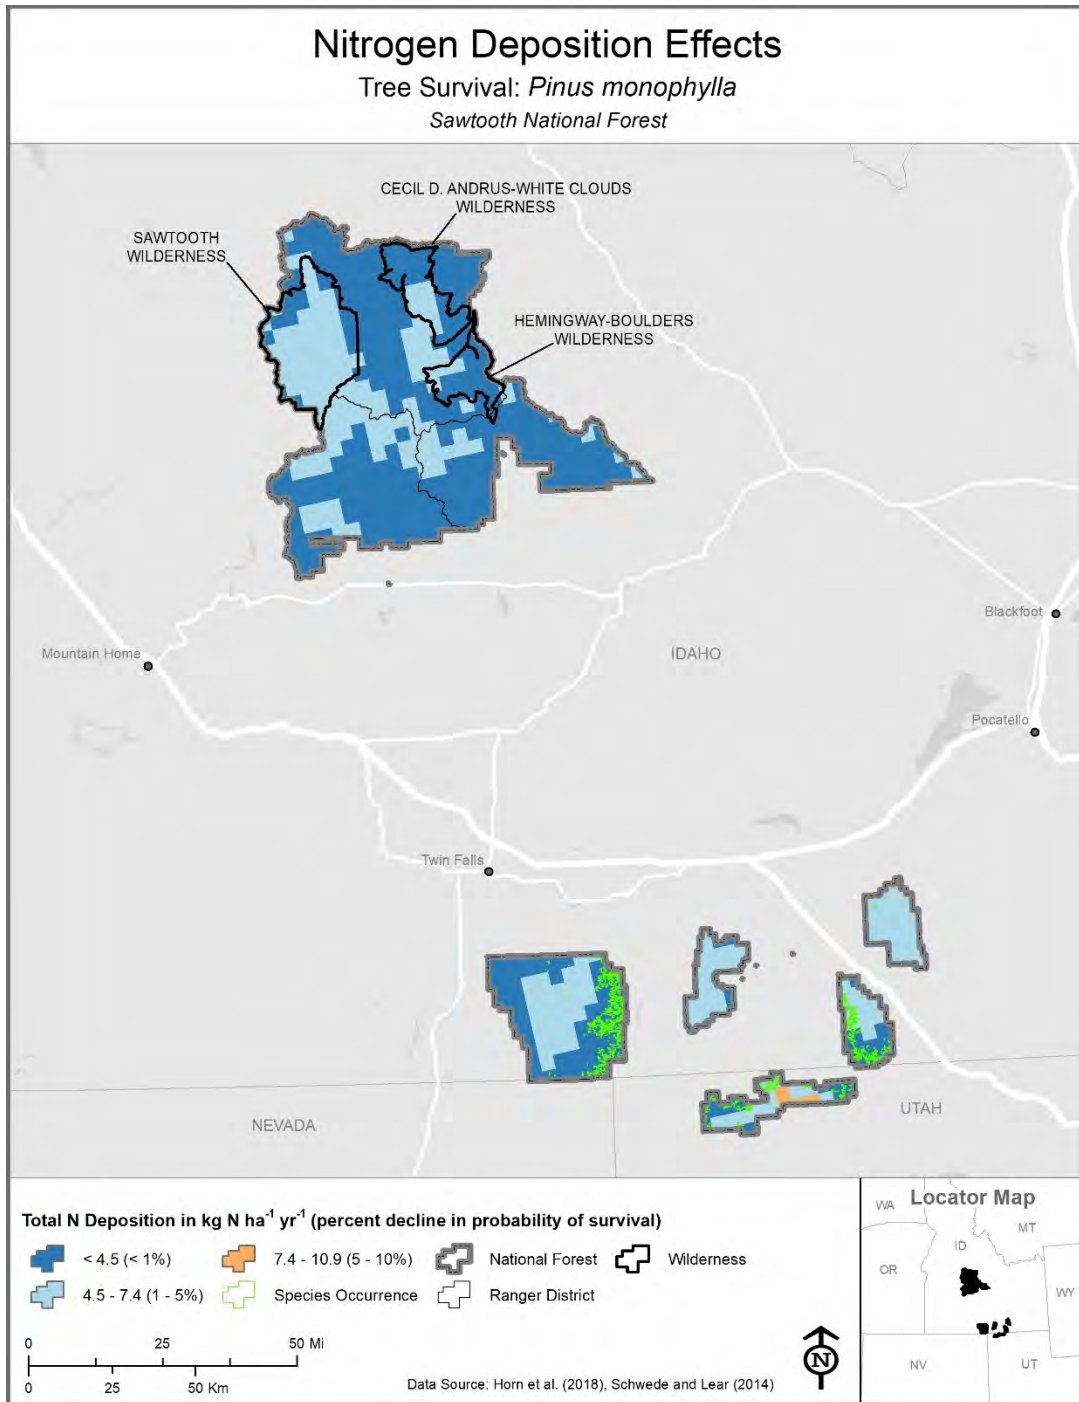 Nitrogen Deposition Effects
Tree Survival: Pinus monophylla
Sawtooth National Forest
CECIL D. ANDRUS-WHITE CLOUDS
WILDERNESS
SAWTOOTH
WILDERNESS
HEMINGWAY-BOULDERS
WILDERNESS
Blackfoot
Mountain Home
IDAHO
Pocatello
Twin Falls
NEVADA
UTAH
Total N Deposition in kg N ha⁻¹ yr⁻¹ (percent decline in probability of survival)
< 4.5 (< 1%)
7.4 - 10.9 (5 - 10%)
National Forest
Wilderness
4.5 - 7.4 (1 - 5%)
Species Occurrence
Ranger District
0 25 50 Mi
0 25 50 Km
N
Data Source: Horn et al. (2018), Schwede and Lear (2014)
Locator Map
WA
MT
ID
OR
WY
NV
UT